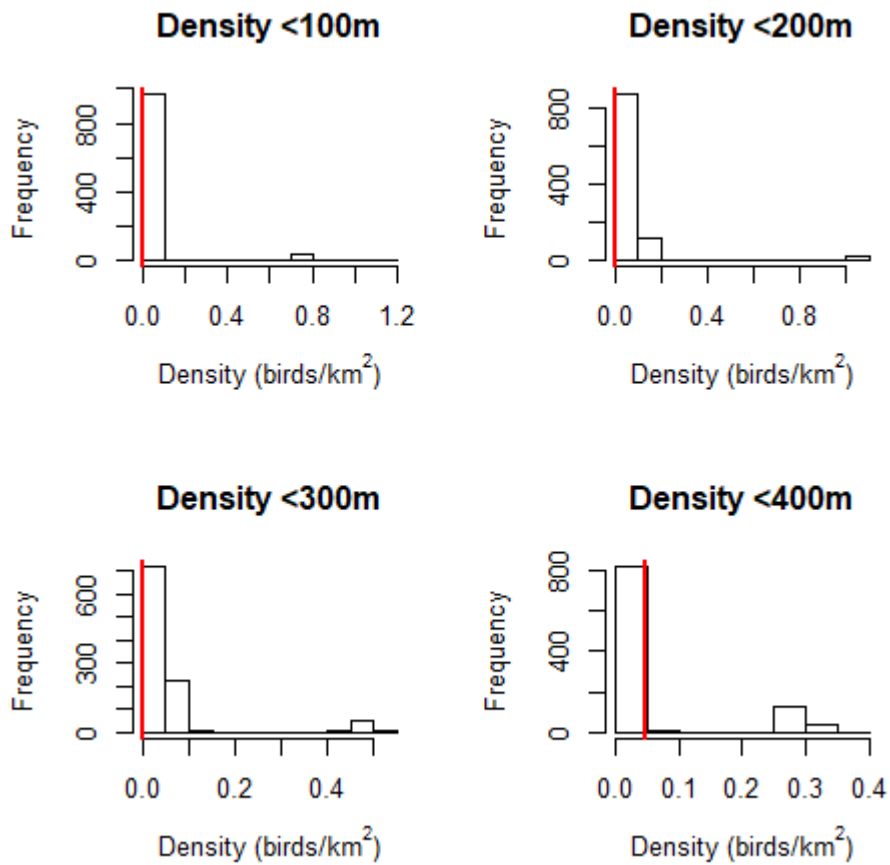 Density <100m
Frequency
0
400
800
0.0 0.4 0.8 1.2
Density (birds/km²)
Density <200m
Frequency
0
400
800
0.0 0.4 0.8
Density (birds/km²)
Density <300m
Frequency
0
300
600
0.0 0.2 0.4
Density (birds/km²)
Density <400m
Frequency
0
400
800
0.0 0.1 0.2 0.3 0.4
Density (birds/km²)